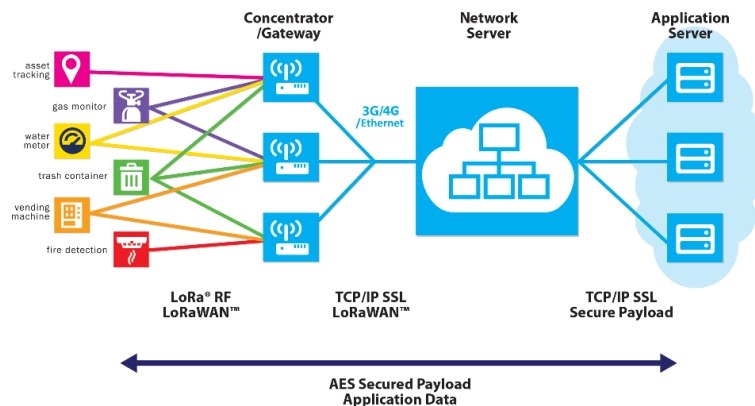 Concentrator
/Gateway
Network
Server
Application
Server
asset
tracking
gas monitor
water
meter
trash container
vending
machine
fire detection
3G/4G
/Ethernet
LoRa® RF
LoRaWAN™
TCP/IP SSL
LoRaWAN™
TCP/IP SSL
Secure Payload
AES Secured Payload
Application Data